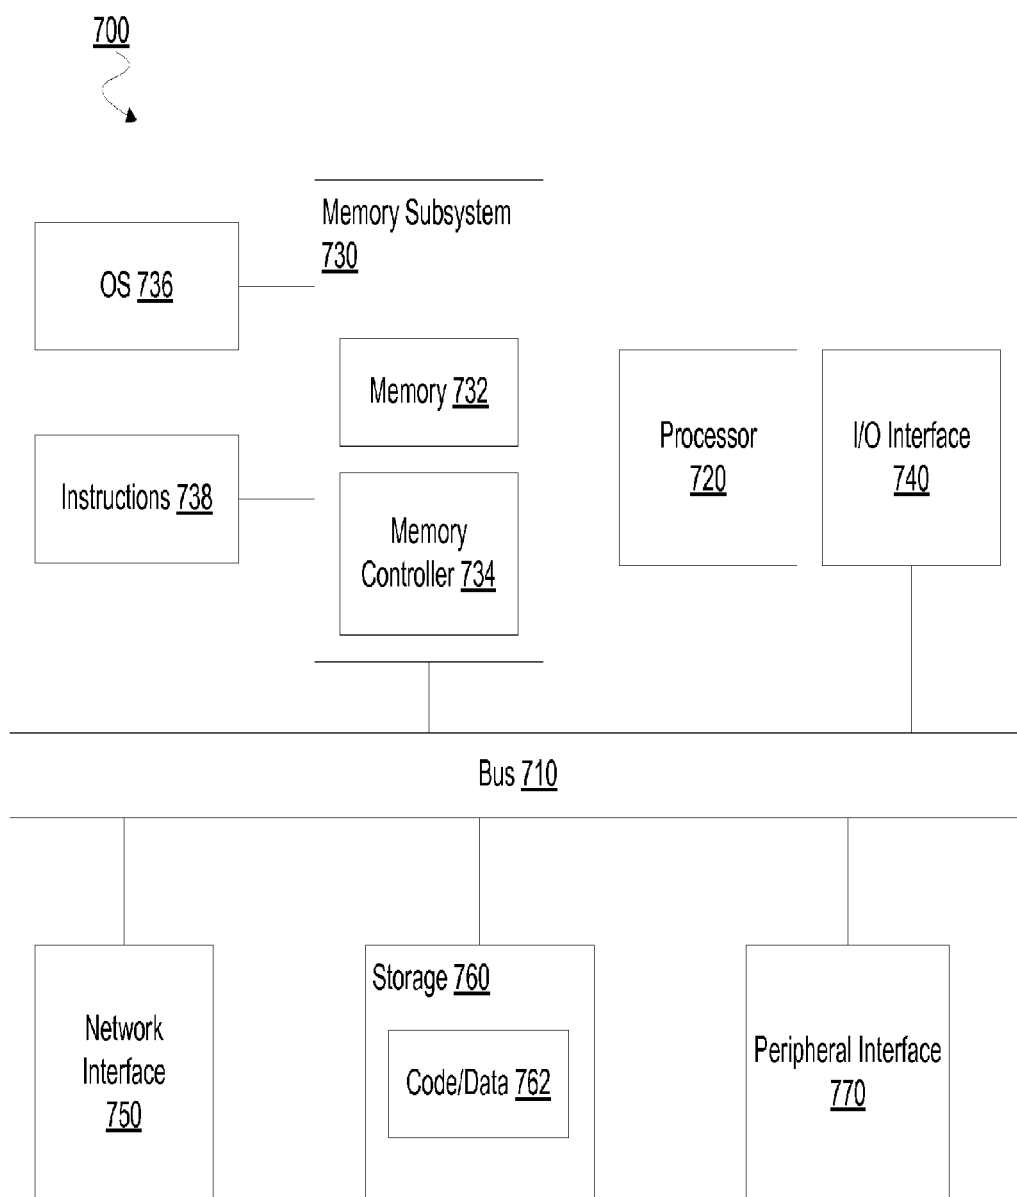 700
Memory Subsystem
730
OS 736
Memory 732
Processor
720
I/O Interface
740
Instructions 738
Memory
Controller 734
Bus 710
Network
Interface
750
Storage 760
Code/Data 762
Peripheral Interface
770